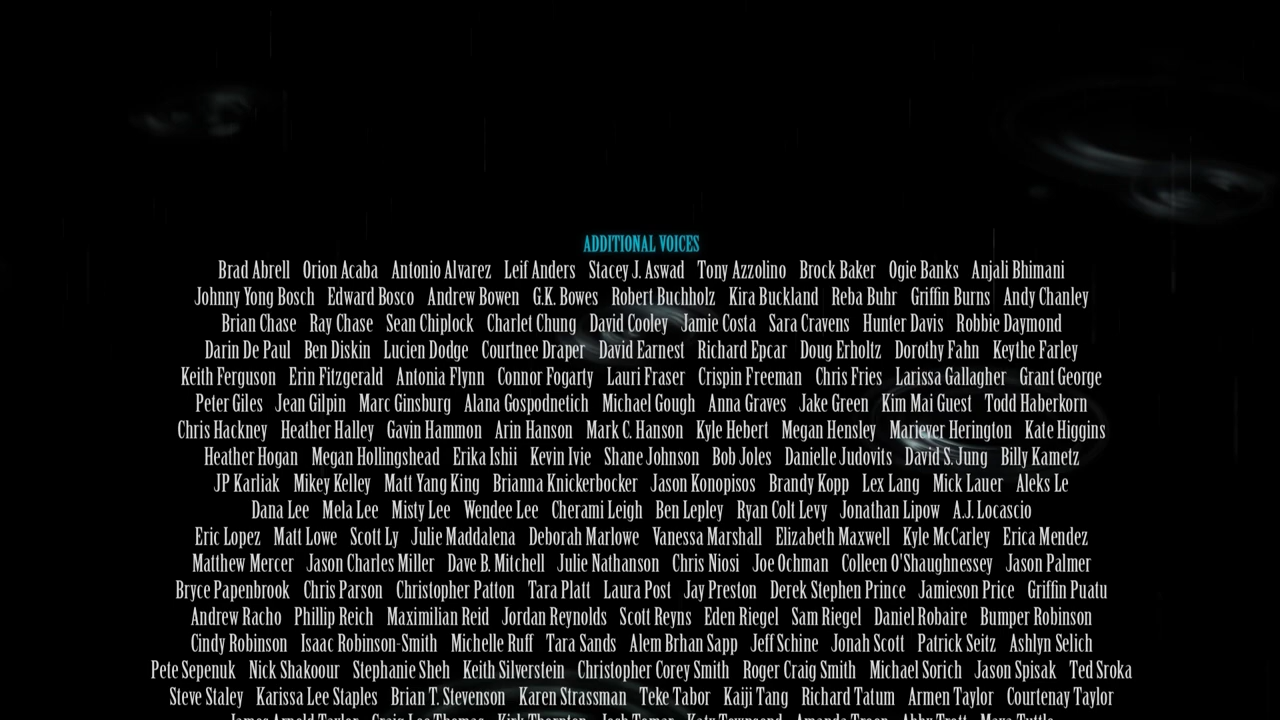 ADDITIONAL VOICES
Brad Abrell Orion Acaba Antonio Alvarez Leif Anders Stacey J. Aswad Tony Azzolino Brock Baker Ogie Banks Anjali Bhimani
Johnny Yong Bosch Edward Bosco Andrew Bowen G.K. Bowes Robert Buchholz Kira Buckland Reba Buhr Griffin Burns Andy Chanley
Brian Chase Ray Chase Sean Chiplock Charlet Chung David Cooley Jamie Costa Sara Cravens Hunter Davis Robbie Daymond
Darin De Paul Ben Diskin Lucien Dodge Courtnee Draper David Earnest Richard Epcar Doug Erholtz Dorothy Fahn Keythe Farley
Keith Ferguson Erin Fitzgerald Antonia Flynn Connor Fogarty Lauri Fraser Crispin Freeman Chris Fries Larissa Gallagher Grant George
Peter Giles Jean Gilpin Marc Ginsburg Alana Gospodnetich Michael Gough Anna Graves Jake Green Kim Mai Guest Todd Haberkorn
Chris Hackney Heather Halley Gavin Hammon Arin Hanson Mark C. Hanson Kyle Hebert Megan Hensley Mariever Herington Kate Higgins
Heather Hogan Megan Hollingshead Erika Ishii Kevin Ivie Shane Johnson Bob Joles Danielle Judovits David S. Jung Billy Kametz
JP Karliak Mikey Kelley Matt Yang King Brianna Knickerbocker Jason Konopisos Brandy Kopp Lex Lang Mick Lauer Aleks Le
Dana Lee Mela Lee Misty Lee Wendee Lee Cherami Leigh Ben Lepley Ryan Colt Levy Jonathan Lipow A.J. Locascio
Eric Lopez Matt Lowe Scott Ly Julie Maddalena Deborah Marlowe Vanessa Marshall Elizabeth Maxwell Kyle McCarley Erica Mendez
Matthew Mercer Jason Charles Miller Dave B. Mitchell Julie Nathanson Chris Niosi Joe Ochman Colleen O'Shaughnessey Jason Palmer
Bryce Papenbrook Chris Parson Christopher Patton Tara Platt Laura Post Jay Preston Derek Stephen Prince Jamieson Price Griffin Puatu
Andrew Racho Phillip Reich Maximilian Reid Jordan Reynolds Scott Reyns Eden Riegel Sam Riegel Daniel Robaire Bumper Robinson
Cindy Robinson Isaac Robinson-Smith Michelle Ruff Tara Sands Alem Brhan Sapp Jeff Schine Jonah Scott Patrick Seitz Ashlyn Selich
Pete Sepenuk Nick Shakoour Stephanie Sheh Keith Silverstein Christopher Corey Smith Roger Craig Smith Michael Sorich Jason Spisak Ted Sroka
Steve Staley Karissa Lee Staples Brian T. Stevenson Karen Strassman Teke Tabor Kaiji Tang Richard Tatum Armen Taylor Courtenay Taylor
James Arnold Taylor Craig Lee Thomas Kirk Thornton Josh Tomar Katy Townsend Amanda Troop Abby Trott